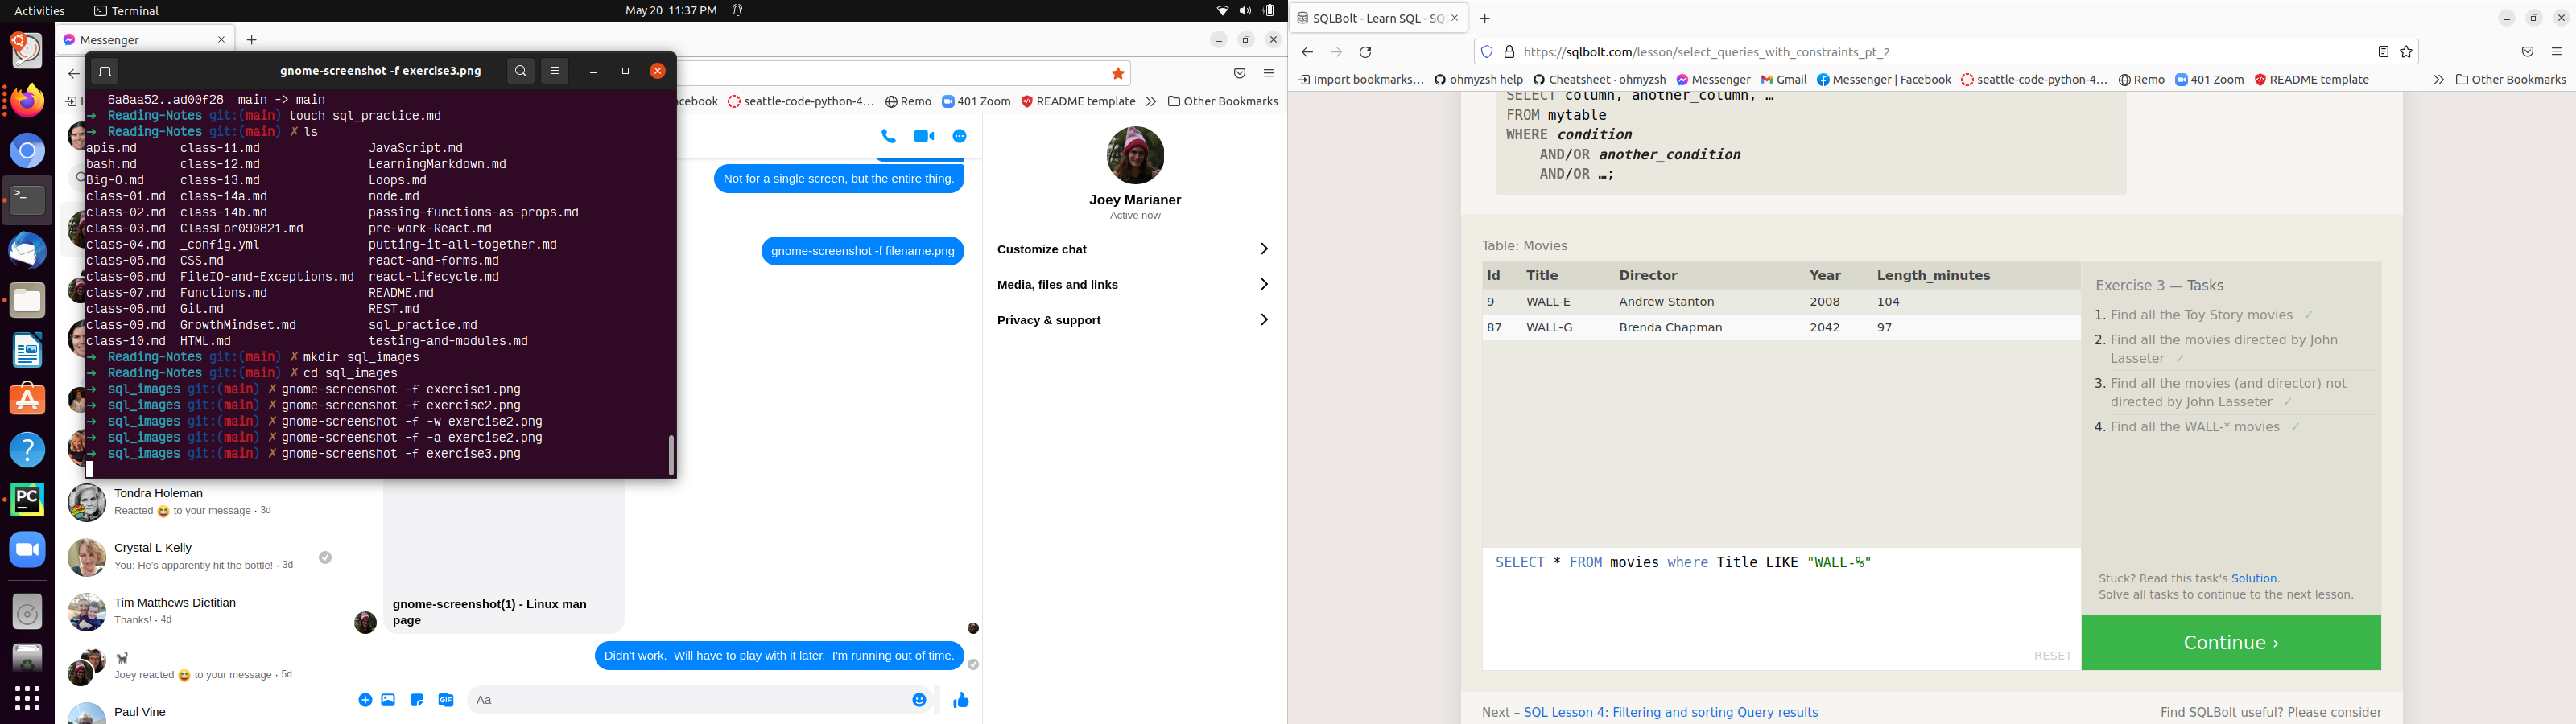 Activities
Terminal
May 20 11:37 PM
Messenger
gnome-screenshot -f exercise3.png
6a8aa52..ad00f28 main -> main
➜ Reading-Notes git:(main) touch sql_practice.md
➜ Reading-Notes git:(main) ✗ ls
apis.md class-11.md JavaScript.md
bash.md class-12.md LearningMarkdown.md
Big-O.md class-13.md Loops.md
class-01.md class-14a.md node.md
class-02.md class-14b.md passing-functions-as-props.md
class-03.md ClassFor090821.md pre-work-React.md
class-04.md _config.yml putting-it-all-together.md
class-05.md CSS.md react-and-forms.md
class-06.md FileIO-and-Exceptions.md react-lifecycle.md
class-07.md Functions.md README.md
class-08.md Git.md REST.md
class-09.md GrowthMindset.md sql_practice.md
class-10.md HTML.md testing-and-modules.md
➜ Reading-Notes git:(main) ✗ mkdir sql_images
➜ Reading-Notes git:(main) ✗ cd sql_images
➜ sql_images git:(main) ✗ gnome-screenshot -f exercise1.png
➜ sql_images git:(main) ✗ gnome-screenshot -f exercise2.png
➜ sql_images git:(main) ✗ gnome-screenshot -f -w exercise2.png
➜ sql_images git:(main) ✗ gnome-screenshot -f -a exercise2.png
➜ sql_images git:(main) ✗ gnome-screenshot -f exercise3.png
acebook
seattle-code-python-4…
Remo
401 Zoom
README template
Other Bookmarks
Tondra Holeman
Reacted 😆 to your message · 3d
Crystal L Kelly
You: He's apparently hit the bottle! · 3d
Tim Matthews Dietitian
Thanks! · 4d
Joey reacted 😆 to your message · 5d
Paul Vine
Not for a single screen, but the entire thing.
gnome-screenshot -f filename.png
gnome-screenshot(1) - Linux man
page
Didn't work. Will have to play with it later. I'm running out of time.
GIF
Aa
Joey Marianer
Active now
Customize chat
Media, files and links
Privacy & support
PC
SQLBolt - Learn SQL - SQL
https://sqlbolt.com/lesson/select_queries_with_constraints_pt_2
Import bookmarks…
ohmyzsh help
Cheatsheet · ohmyzsh
Messenger
Gmail
Messenger | Facebook
seattle-code-python-4…
Remo
401 Zoom
README template
Other Bookmarks
SELECT column, another_column, …
FROM mytable
WHERE condition
AND/OR another_condition
AND/OR …;
Table: Movies
Id Title Director Year Length_minutes
9 WALL-E Andrew Stanton 2008 104
87 WALL-G Brenda Chapman 2042 97
SELECT * FROM movies where Title LIKE "WALL-%"
RESET
Exercise 3 — Tasks
1. Find all the Toy Story movies ✓
2. Find all the movies directed by John
Lasseter ✓
3. Find all the movies (and director) not
directed by John Lasseter ✓
4. Find all the WALL-* movies ✓
Stuck? Read this task's Solution.
Solve all tasks to continue to the next lesson.
Continue ›
Next – SQL Lesson 4: Filtering and sorting Query results
Find SQLBolt useful? Please consider